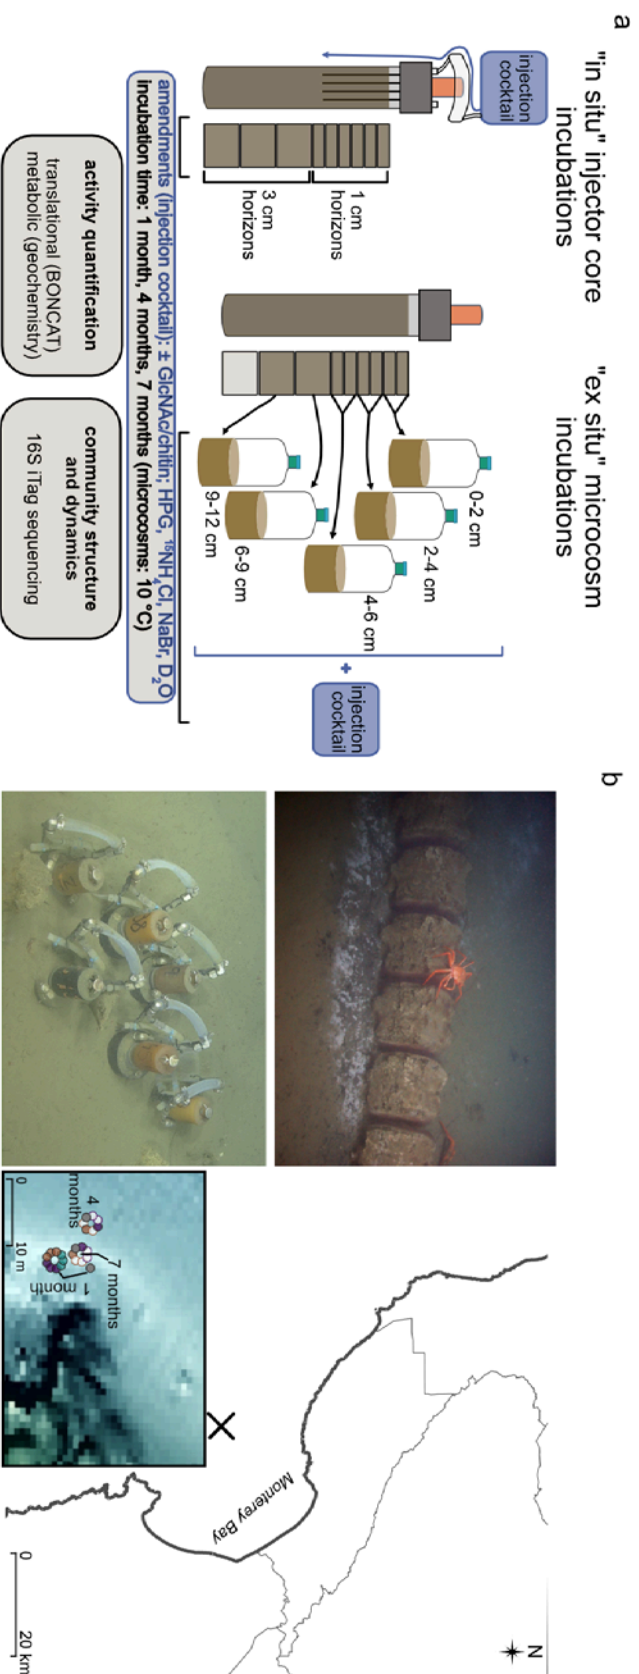 a
"in situ" injector core
incubations
injection
cocktail
1 cm
horizons
3 cm
horizons
"ex situ" microcosm
incubations
0-2 cm
2-4 cm
4-6 cm
6-9 cm
9-12 cm
+
injection
cocktail
amendments (injection cocktail): ± GlcNAc/chitin; HPG, ¹⁵NH₄Cl, NaBr, D₂O
incubation time: 1 month, 4 months, 7 months (microcosms: 10 °C)
activity quantification
translational (BONCAT)
metabolic (geochemistry)
community structure
and dynamics
16S iTag sequencing
b
4
months
7 months
1 month
0
10 m
Monterey Bay
N
0
20 km